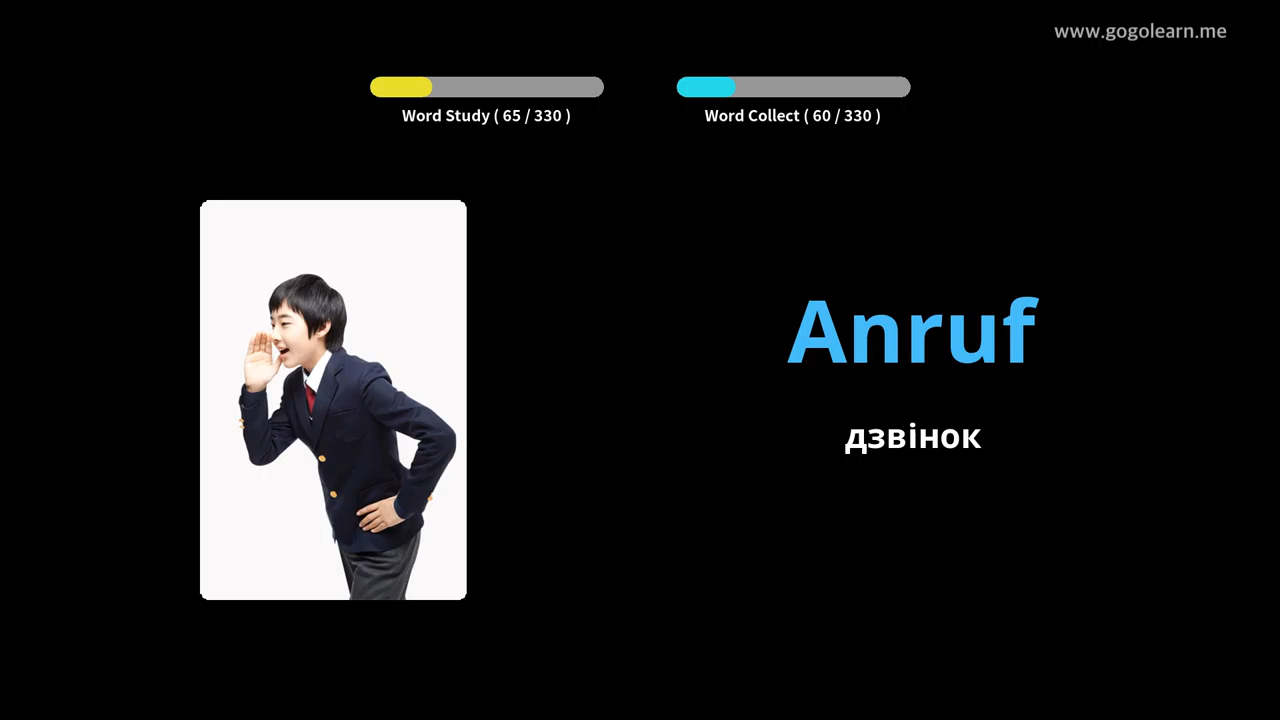 www.gogolearn.me
Word Study ( 65 / 330 )
Word Collect ( 60 / 330 )
Anruf
дзвінок